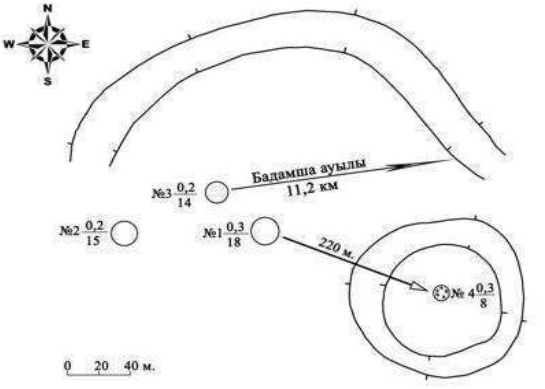 N
W E
S
Бадамша ауылы
11,2 км
№3 0,2
14
№2 0,2
15
№1 0,3
18
220 м.
№ 4 0,3
8
0 20 40 м.